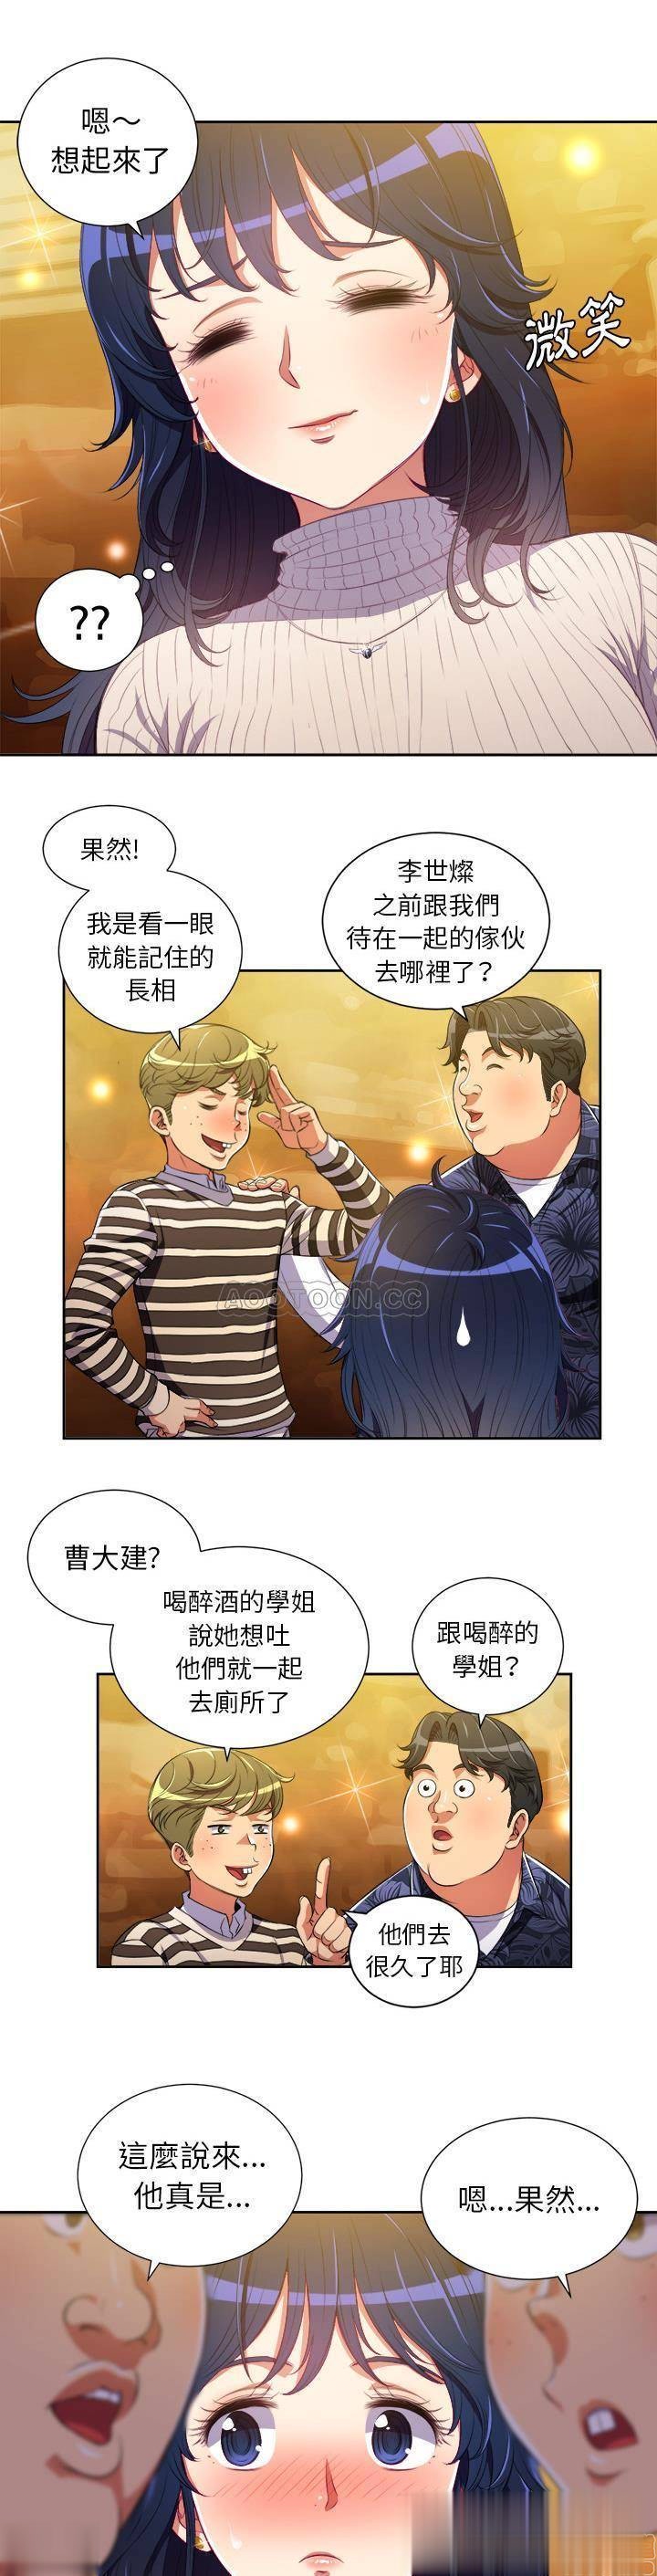 嗯～
想起來了
微笑
??
果然!
我是看一眼
就能記住的
長相
李世燦
之前跟我們
待在一起的傢伙
去哪裡了？
AOOTOON.CC
曹大建?
喝醉酒的學姐
說她想吐
他們就一起
去廁所了
跟喝醉的
學姐？
他們去
很久了耶
這麼說來...
他真是...
嗯...果然...